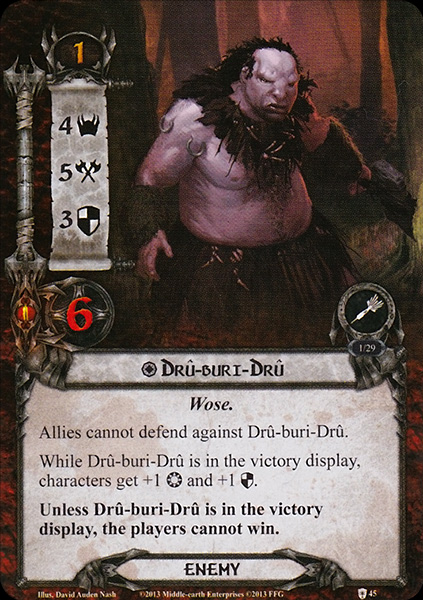 1
4
5
3
6
1/29
Drû-buri-Drû
Wose.
Allies cannot defend against Drû-buri-Drû.
While Drû-buri-Drû is in the victory display,
characters get +1 and +1 .
Unless Drû-buri-Drû is in the victory
display, the players cannot win.
ENEMY
Illus. David Auden Nash ©2013 Middle-earth Enterprises ©2013 FFG 45